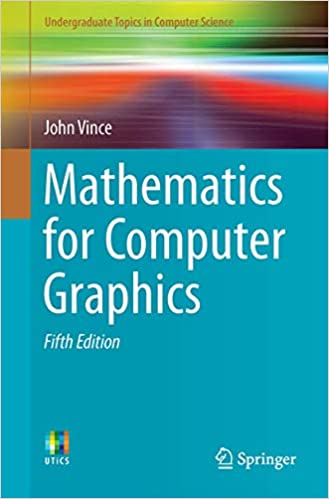 Undergraduate Topics in Computer Science
John Vince
Mathematics
for Computer
Graphics
Fifth Edition
UTiCS
Springer